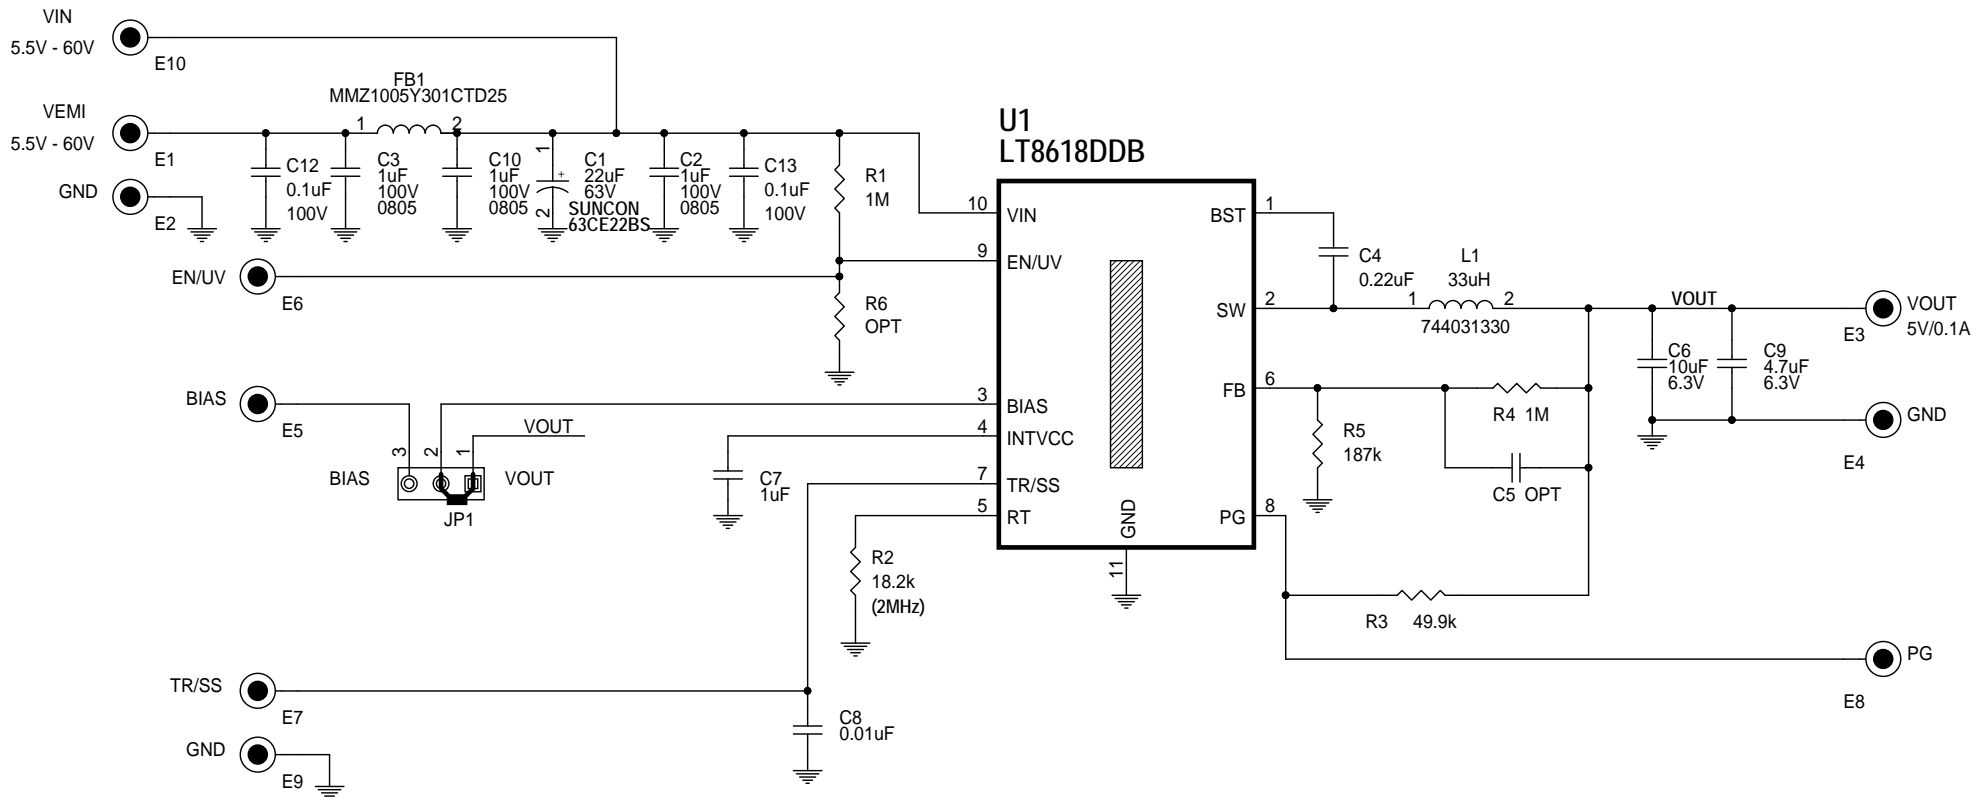 VIN
5.5V - 60V
E10
FB1
MMZ1005Y301CTD25
VEMI
5.5V - 60V
E1
1
2
GND
E2
C12
0.1uF
100V
C3
1uF
100V
0805
C10
1uF
100V
0805
1
+
2
C1
22uF
63V
SUNCON
63CE22BS
C2
1uF
100V
0805
C13
0.1uF
100V
R1
1M
EN/UV
E6
R6
OPT
BIAS
E5
3
2
1
VOUT
BIAS
VOUT
JP1
C7
1uF
R2
18.2k
(2MHz)
TR/SS
E7
C8
0.01uF
GND
E9
U1
LT8618DDB
10
VIN
9
EN/UV
3
BIAS
4
INTVCC
7
TR/SS
5
RT
GND
11
1
BST
2
SW
6
FB
8
PG
C4
0.22uF
L1
33uH
1
2
744031330
R5
187k
R4 1M
C5 OPT
R3 49.9k
VOUT
C6
10uF
6.3V
C9
4.7uF
6.3V
VOUT
5V/0.1A
E3
GND
E4
PG
E8